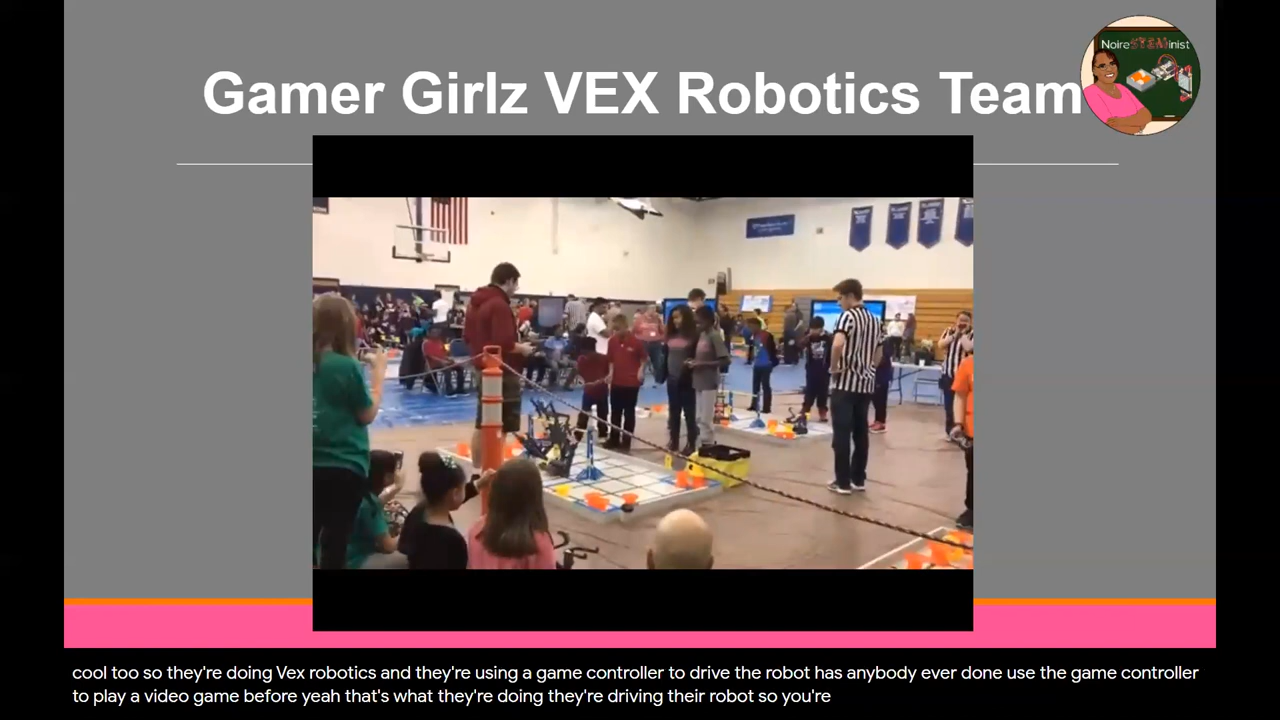 NoireSTEMinist
Gamer Girlz VEX Robotics Team
cool too so they're doing Vex robotics and they're using a game controller to drive the robot has anybody ever done use the game controller
to play a video game before yeah that's what they're doing they're driving their robot so you're